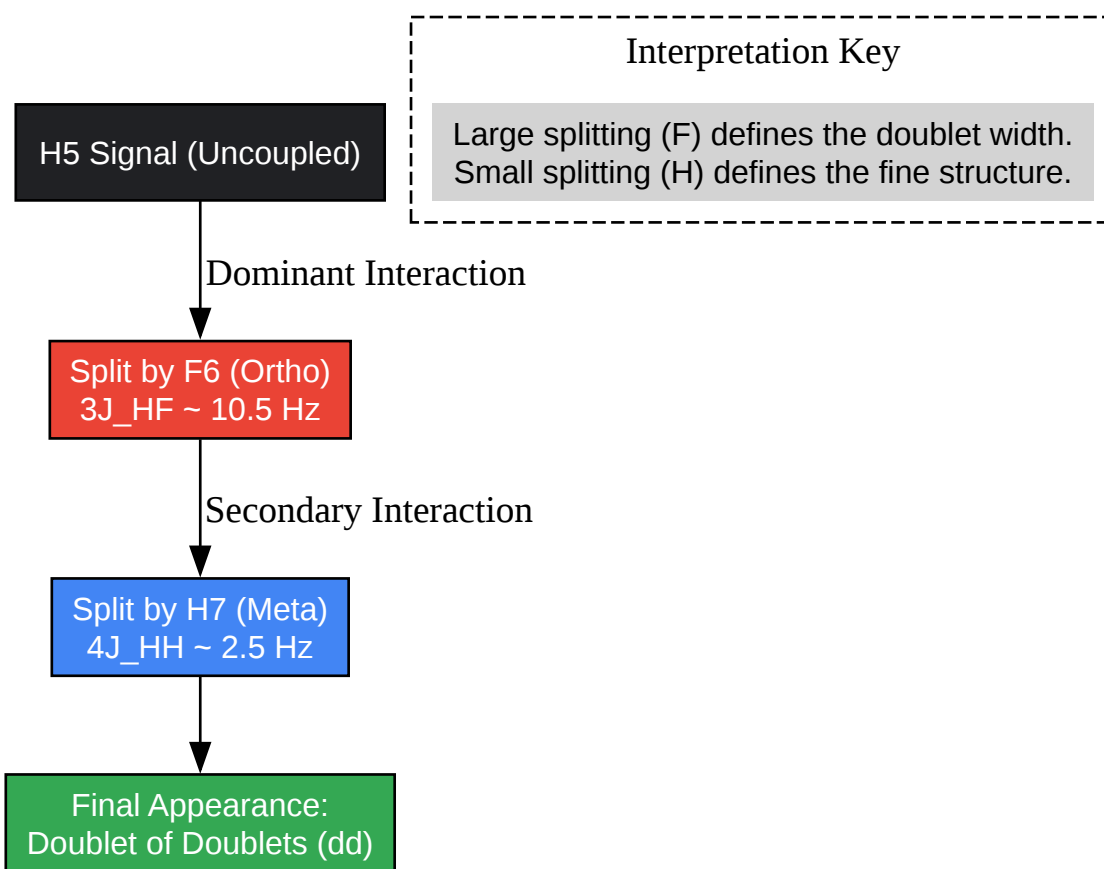 Interpretation Key
Large splitting (F) defines the doublet width.
Small splitting (H) defines the fine structure.
H5 Signal (Uncoupled)
Dominant Interaction
Split by F6 (Ortho)
3J_HF ~ 10.5 Hz
Secondary Interaction
Split by H7 (Meta)
4J_HH ~ 2.5 Hz
Final Appearance:
Doublet of Doublets (dd)